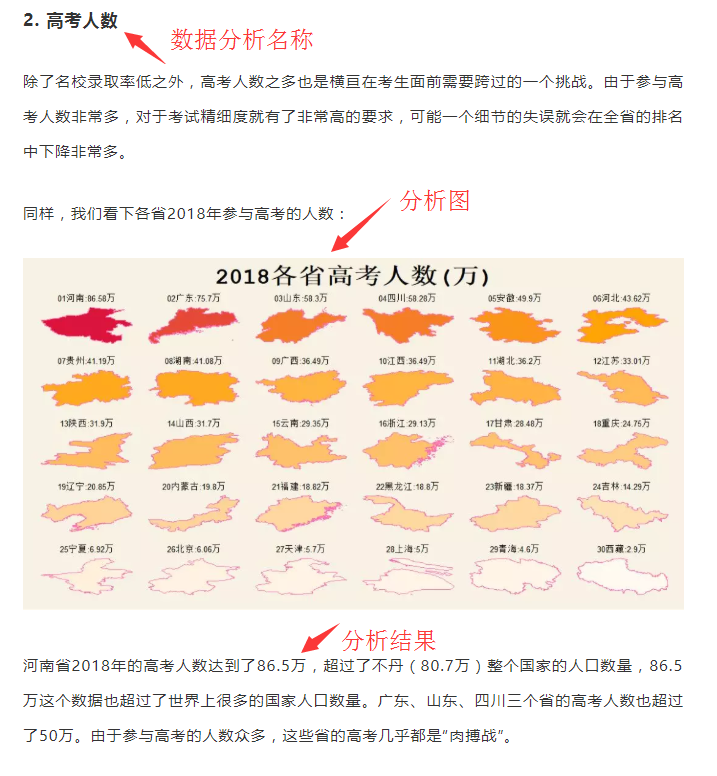 2. 高考人数
数据分析名称
除了名校录取率低之外，高考人数之多也是横亘在考生面前需要跨过的一个挑战。由于参与高
考人数非常多，对于考试精细度就有了非常高的要求，可能一个细节的失误就会在全省的排名
中下降非常多。
分析图
同样，我们看下各省2018年参与高考的人数：
2018各省高考人数(万)
01河南:86.58万 02广东:75.7万 03山东:58.3万 04四川:58.28万 05安徽:49.9万 06河北:43.62万
07贵州:41.19万 08湖南:41.08万 09广西:36.49万 10江西:36.49万 11湖北:36.2万 12江苏:33.01万
13陕西:31.9万 14山西:31.7万 15云南:29.35万 16浙江:29.13万 17甘肃:28.48万 18重庆:24.75万
19辽宁:20.85万 20内蒙古:19.8万 21福建:18.82万 22黑龙江:18.8万 23新疆:18.37万 24吉林:14.29万
25宁夏:6.92万 26北京:6.06万 27天津:5.7万 28上海:5万 29青海:4.6万 30西藏:2.9万
分析结果
河南省2018年的高考人数达到了86.5万，超过了不丹（80.7万）整个国家的人口数量，86.5
万这个数据也超过了世界上很多的国家人口数量。广东、山东、四川三个省的高考人数也超过
了50万。由于参与高考的人数众多，这些省的高考几乎都是“肉搏战”。